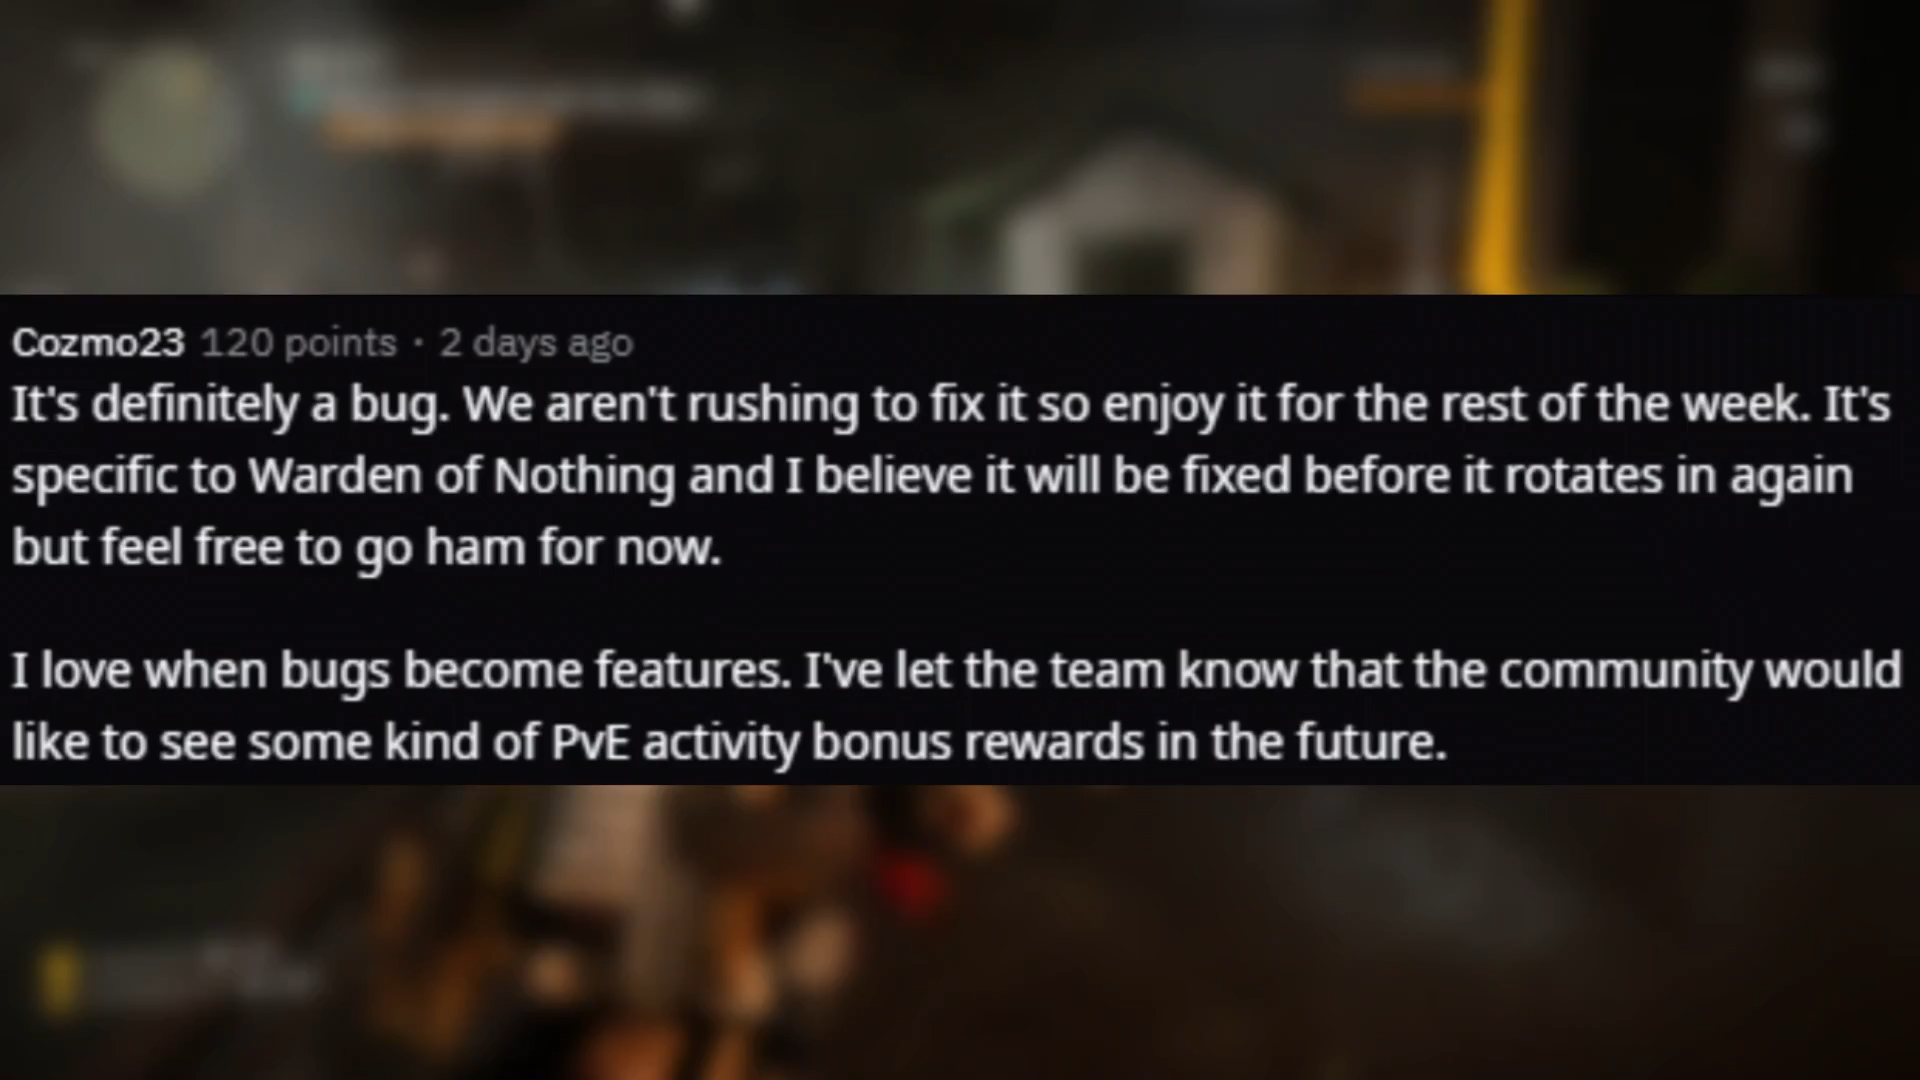 Cozmo23 120 points · 2 days ago
It's definitely a bug. We aren't rushing to fix it so enjoy it for the rest of the week. It's
specific to Warden of Nothing and I believe it will be fixed before it rotates in again
but feel free to go ham for now.
I love when bugs become features. I've let the team know that the community would
like to see some kind of PvE activity bonus rewards in the future.